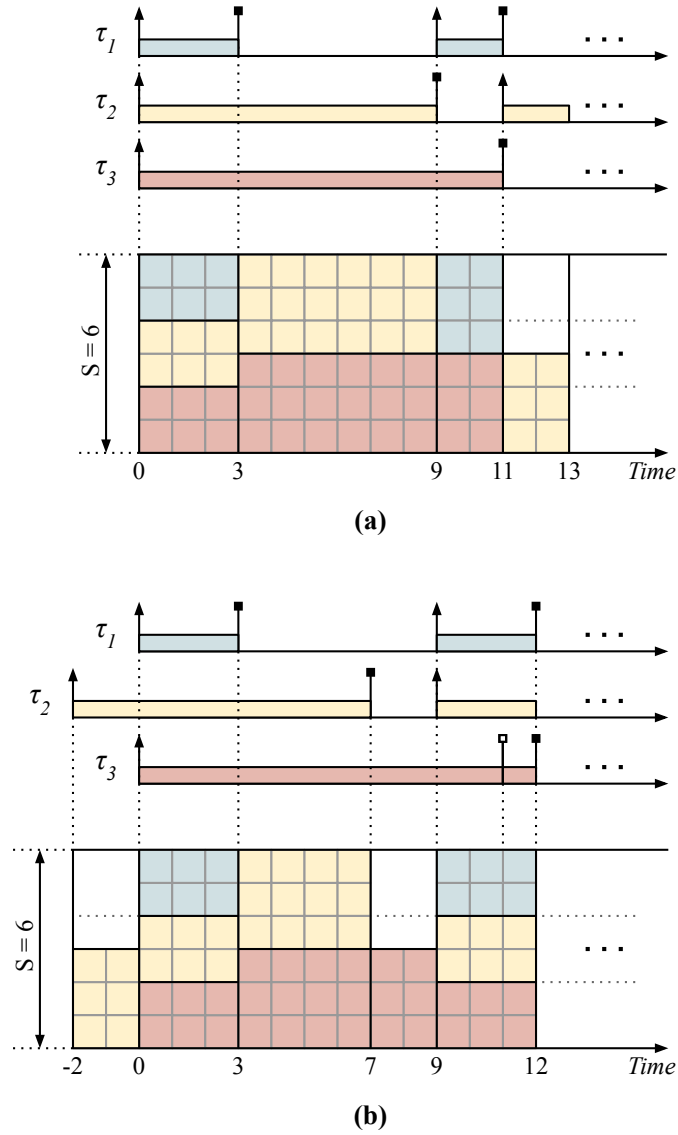 τ1
. . .
τ2
. . .
τ3
. . .
S = 6
. . .
0 3 9 11 13 Time
(a)
τ1
. . .
τ2
. . .
τ3
. . .
S = 6
. . .
-2 0 3 7 9 12 Time
(b)